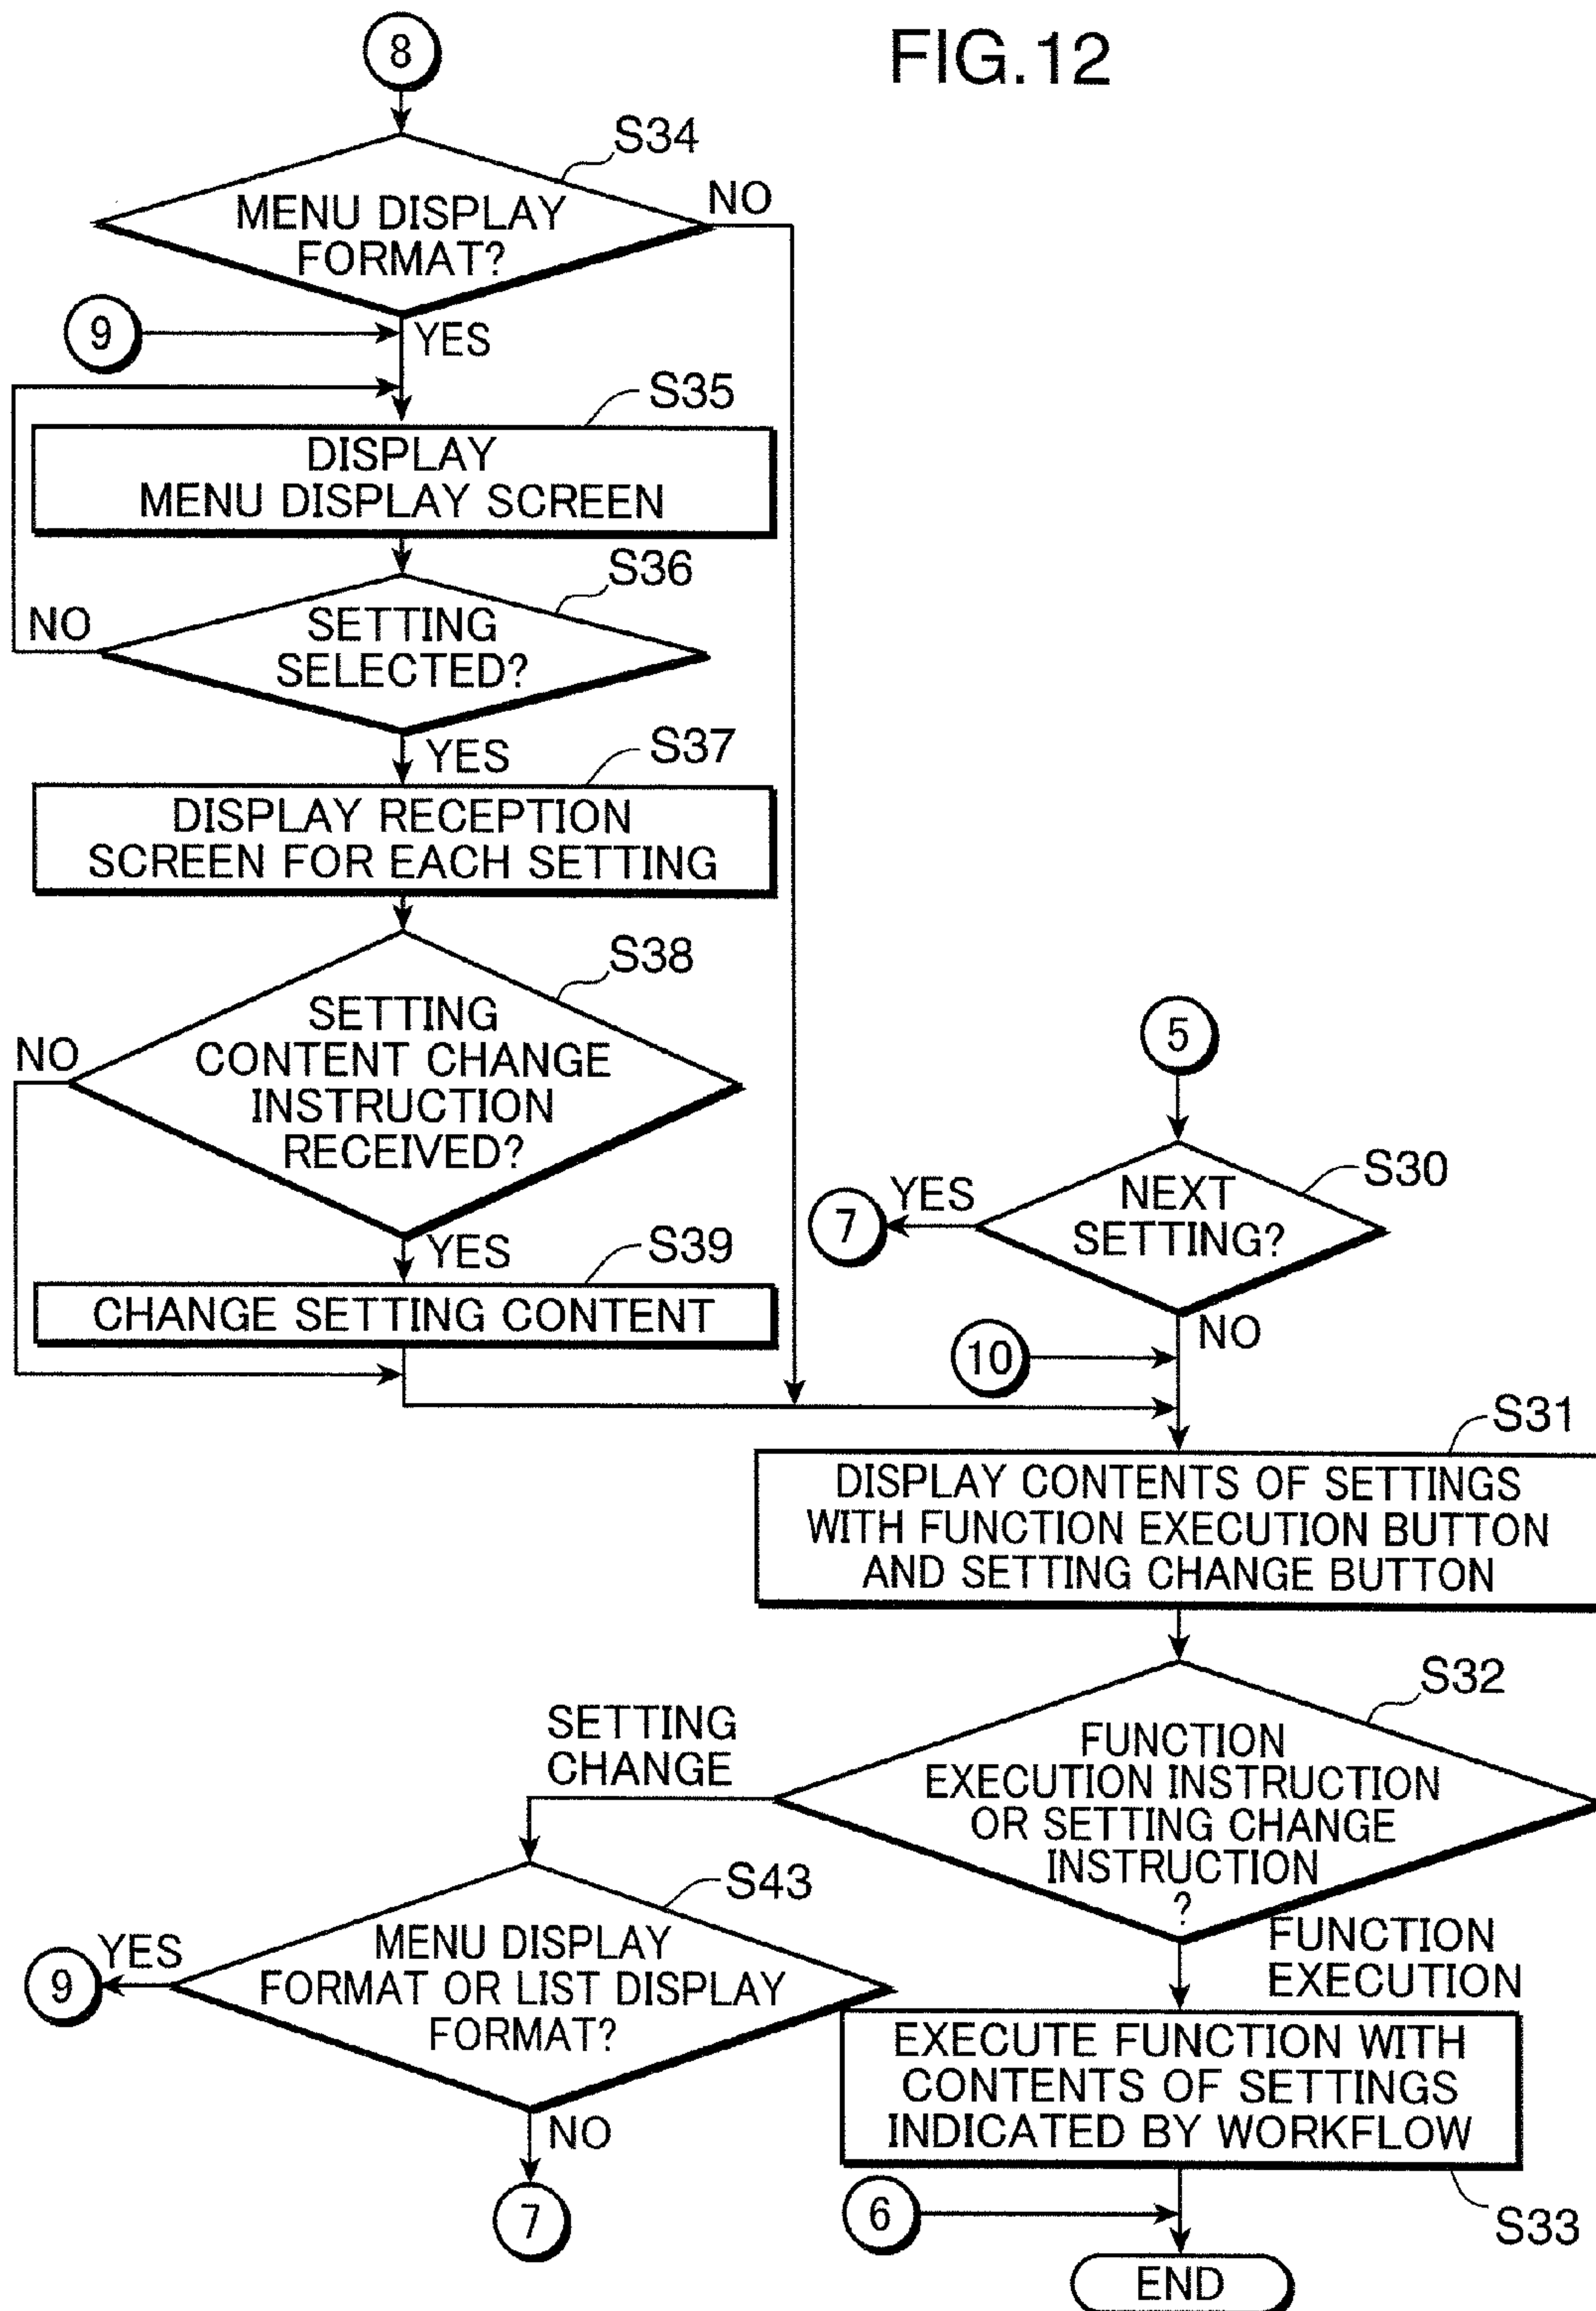 FIG.12
8
S34
MENU DISPLAY
FORMAT?
NO
9
YES
S35
DISPLAY
MENU DISPLAY SCREEN
S36
SETTING
SELECTED?
NO
YES
S37
DISPLAY RECEPTION
SCREEN FOR EACH SETTING
S38
SETTING
CONTENT CHANGE
INSTRUCTION
RECEIVED?
NO
YES
S39
CHANGE SETTING CONTENT
5
S30
NEXT
SETTING?
YES
7
NO
10
S31
DISPLAY CONTENTS OF SETTINGS
WITH FUNCTION EXECUTION BUTTON
AND SETTING CHANGE BUTTON
S32
FUNCTION
EXECUTION INSTRUCTION
OR SETTING CHANGE
INSTRUCTION
?
SETTING
CHANGE
FUNCTION
EXECUTION
S43
MENU DISPLAY
FORMAT OR LIST DISPLAY
FORMAT?
YES
9
NO
7
EXECUTE FUNCTION WITH
CONTENTS OF SETTINGS
INDICATED BY WORKFLOW
S33
6
END